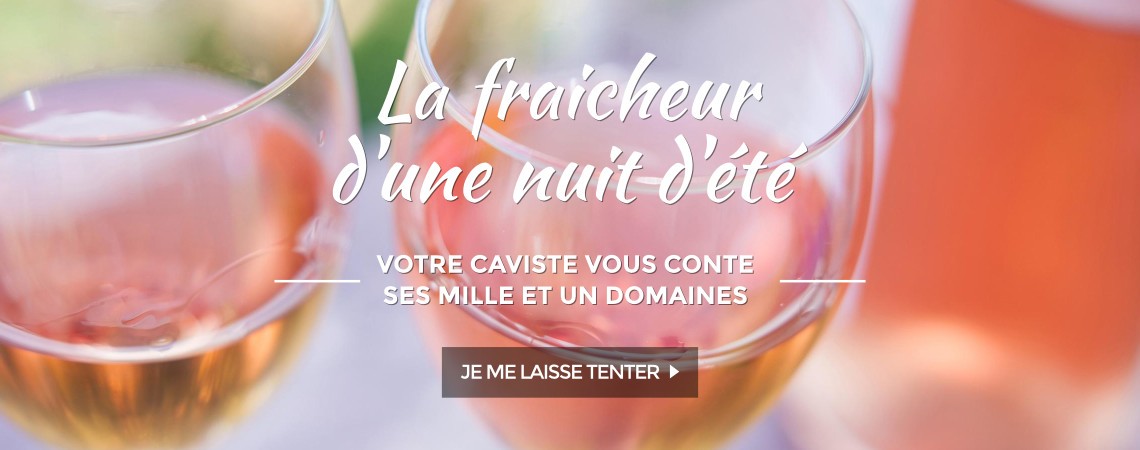 La fraicheur
d'une nuit d'été
VOTRE CAVISTE VOUS CONTE
SES MILLE ET UN DOMAINES
JE ME LAISSE TENTER